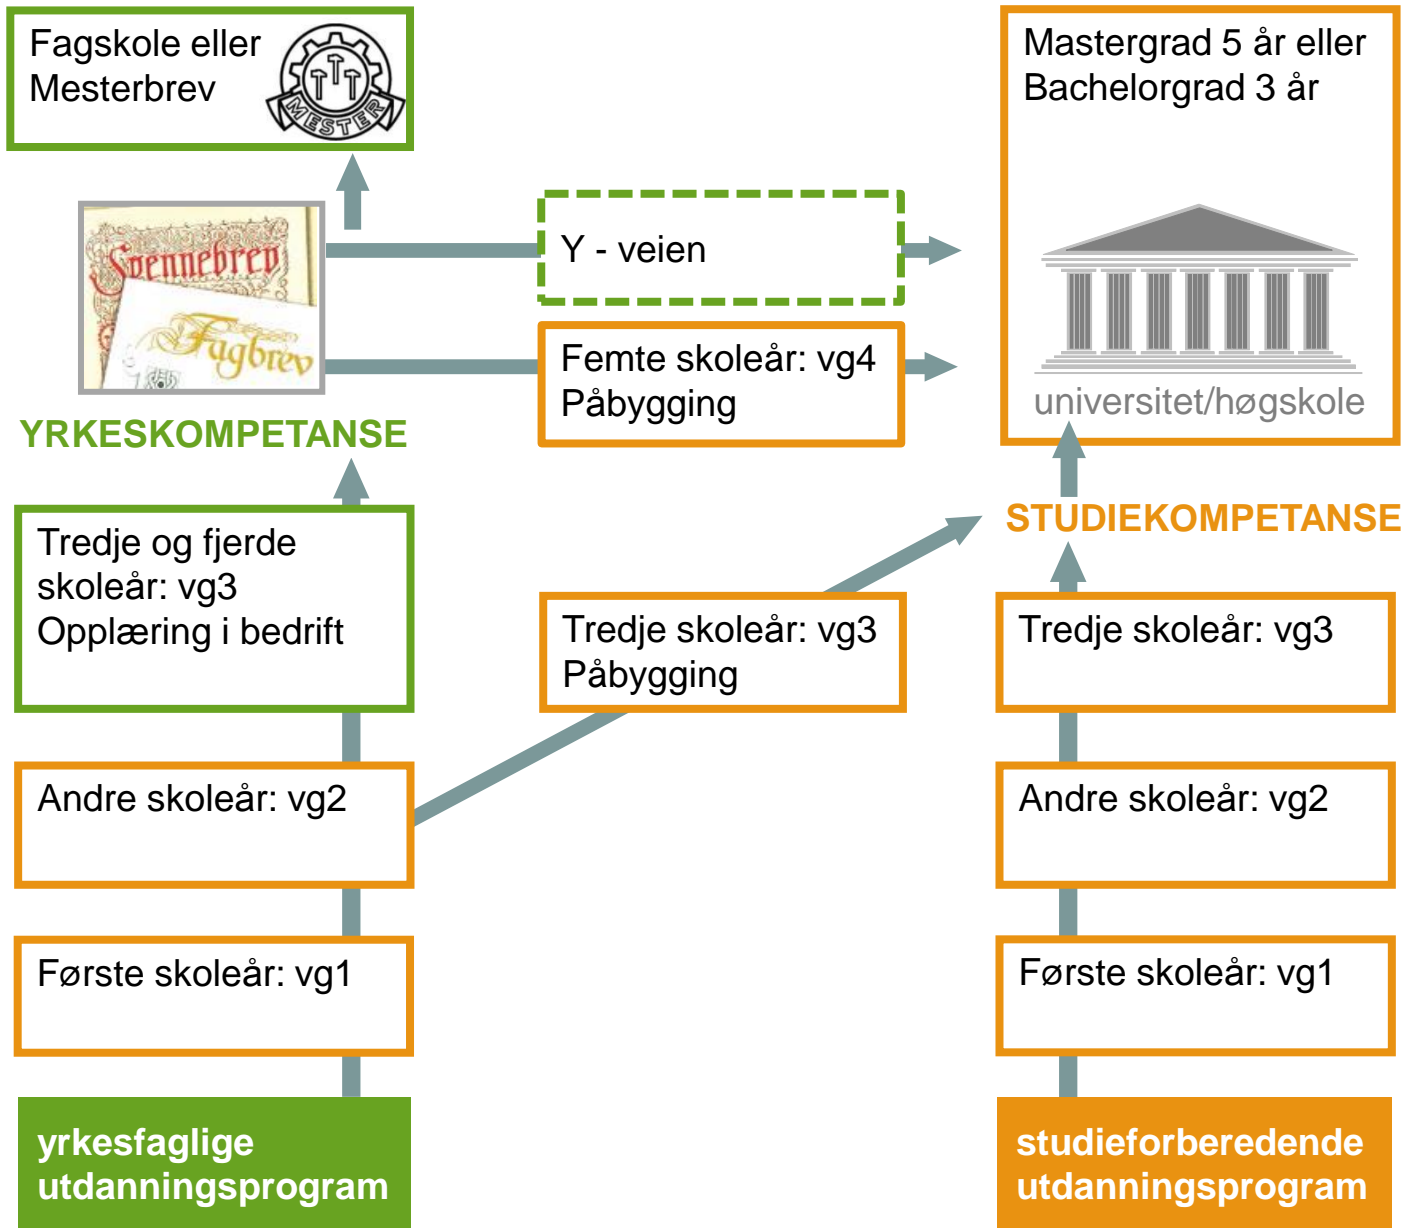 Fagskole eller
Mesterbrev
MESTER
Mastergrad 5 år eller
Bachelorgrad 3 år
universitet/høgskole
Svennebrev
Fagbrev
Y - veien
Femte skoleår: vg4
Påbygging
YRKESKOMPETANSE
STUDIEKOMPETANSE
Tredje og fjerde
skoleår: vg3
Opplæring i bedrift
Tredje skoleår: vg3
Påbygging
Tredje skoleår: vg3
Andre skoleår: vg2
Andre skoleår: vg2
Første skoleår: vg1
Første skoleår: vg1
yrkesfaglige
utdanningsprogram
studieforberedende
utdanningsprogram